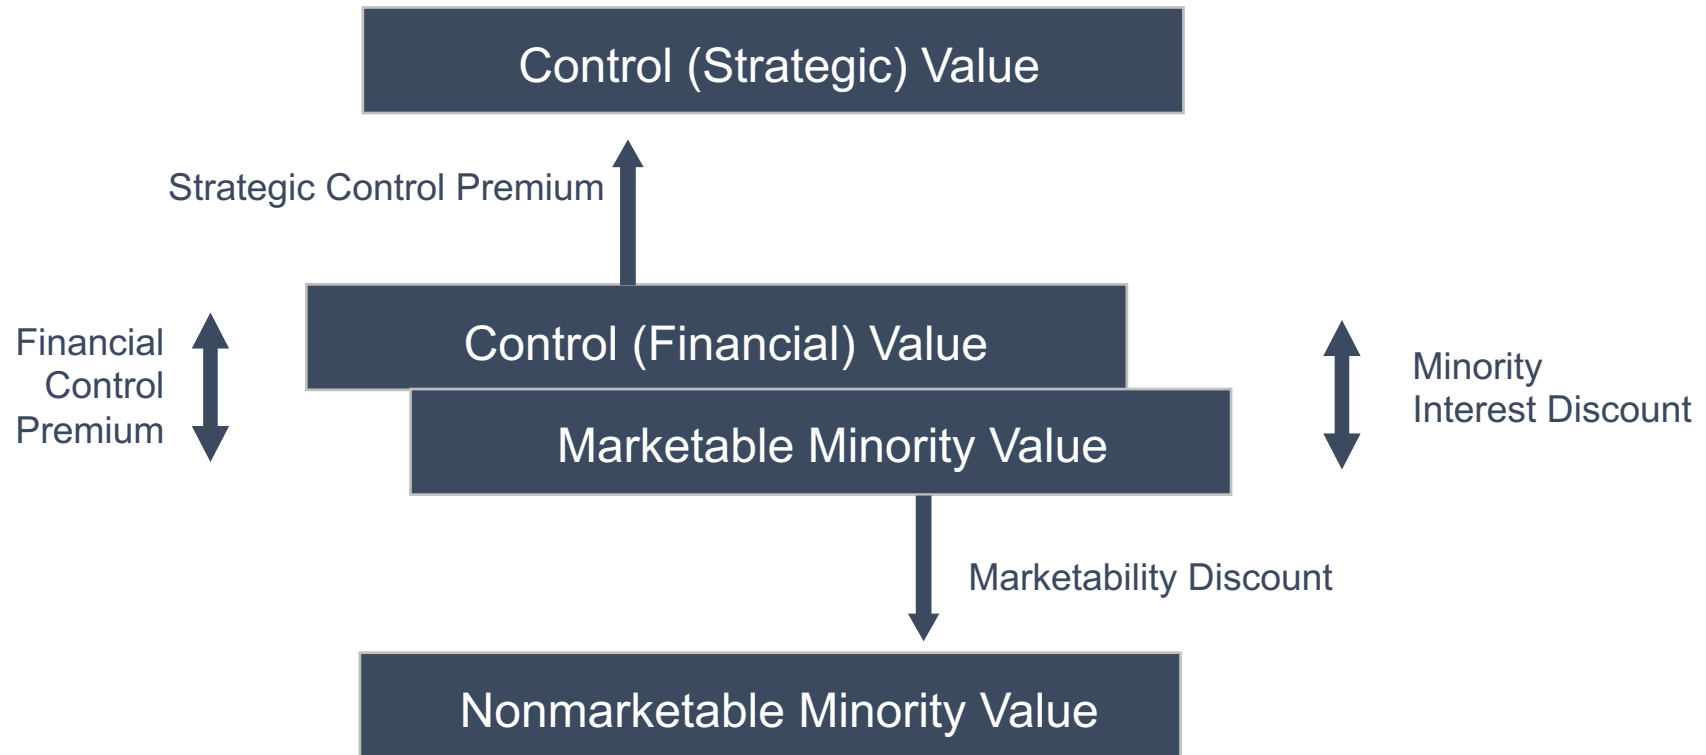 Control (Strategic) Value
Strategic Control Premium
Control (Financial) Value
Financial
Control
Premium
Minority
Interest Discount
Marketable Minority Value
Marketability Discount
Nonmarketable Minority Value